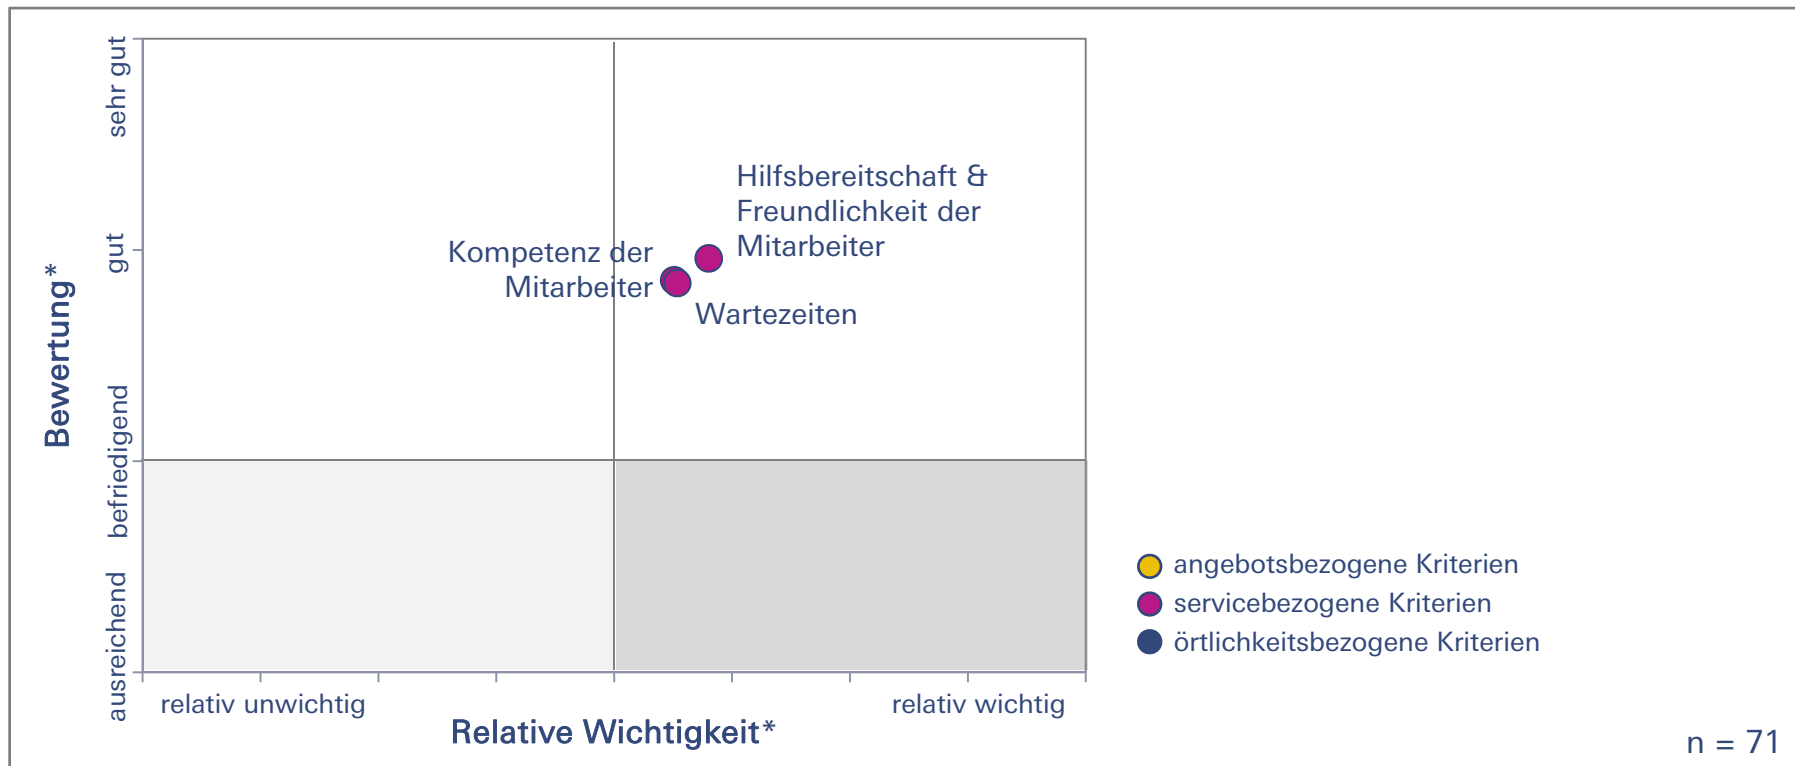 sehr gut
gut
befriedigend
ausreichend
Bewertung*
Hilfsbereitschaft &
Freundlichkeit der
Mitarbeiter
Kompetenz der
Mitarbeiter
Wartezeiten
relativ unwichtig
relativ wichtig
Relative Wichtigkeit*
angebotsbezogene Kriterien
servicebezogene Kriterien
örtlichkeitsbezogene Kriterien
n = 71